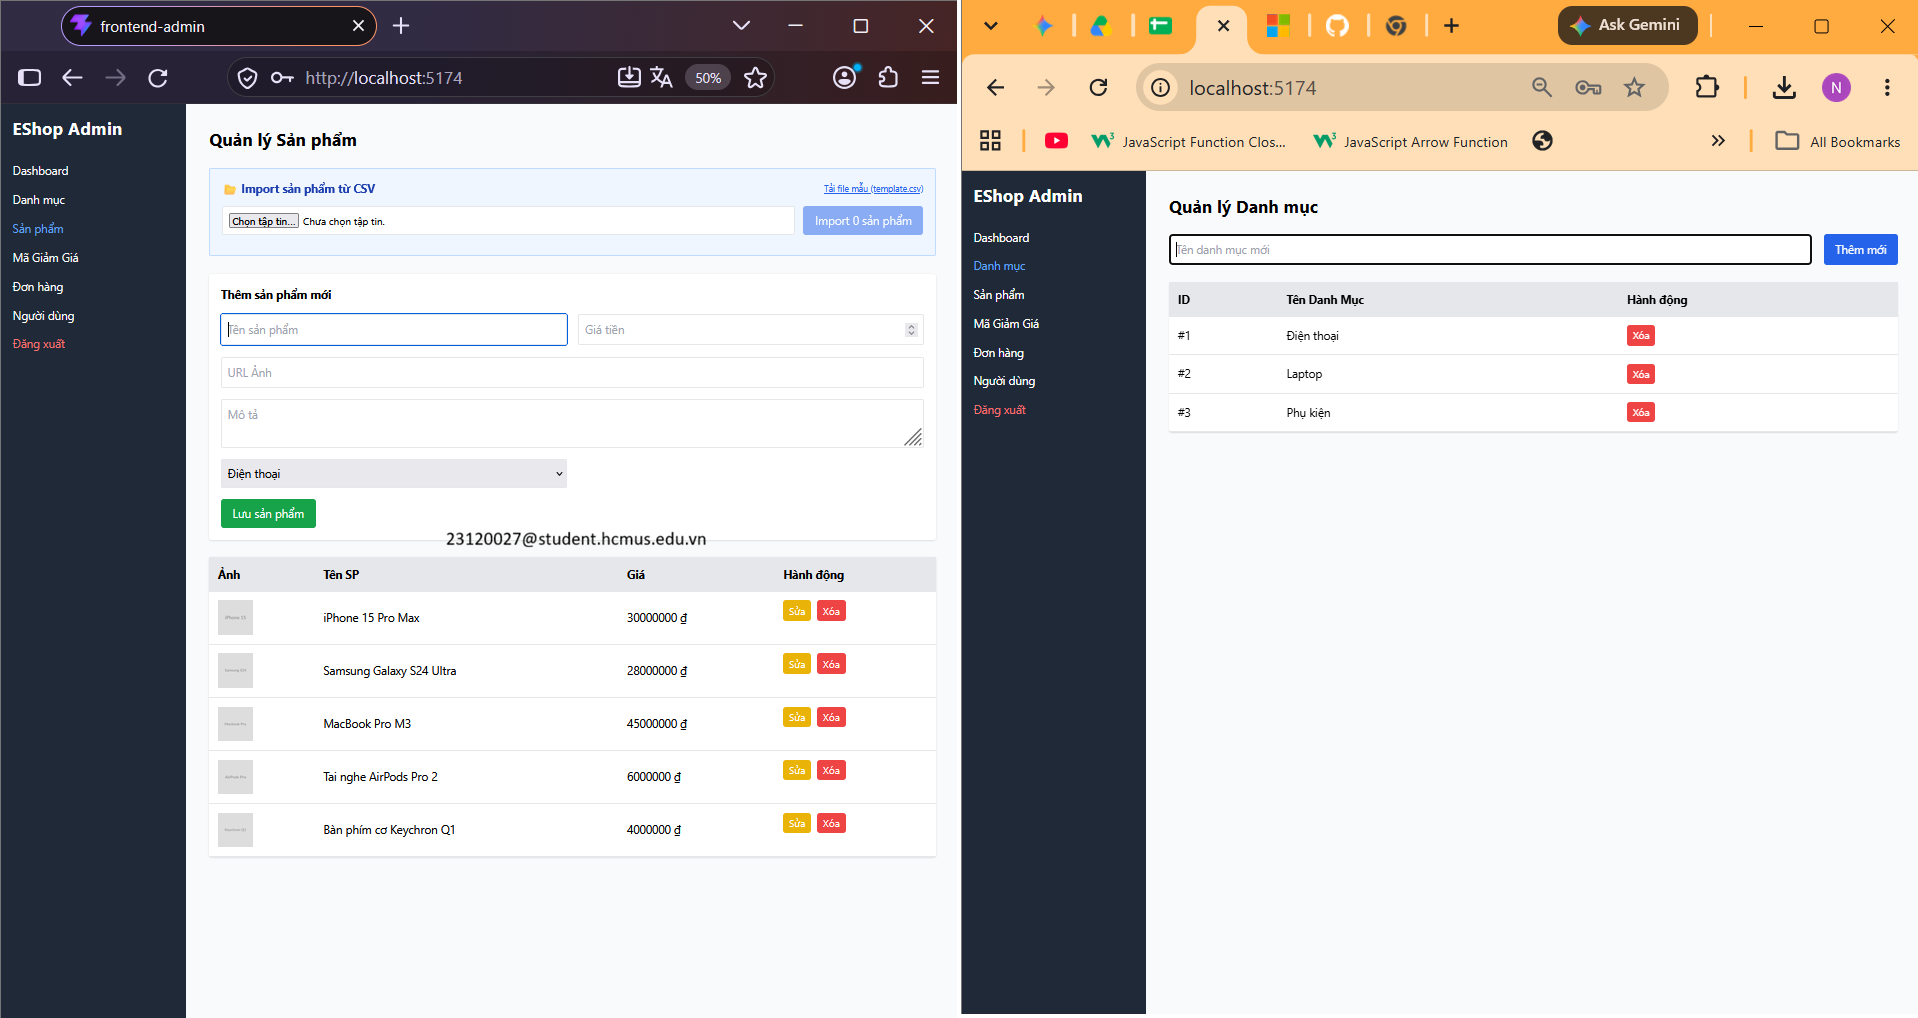 frontend-admin
http://localhost:5174
50%
EShop Admin
Dashboard
Danh mục
Sản phẩm
Mã Giảm Giá
Đơn hàng
Người dùng
Đăng xuất
Quản lý Sản phẩm
Import sản phẩm từ CSV
Tải file mẫu (template.csv)
Chọn tập tin... Chưa chọn tập tin.
Import 0 sản phẩm
Thêm sản phẩm mới
Tên sản phẩm
Giá tiền
URL Ảnh
Mô tả
Điện thoại
Lưu sản phẩm
23120027@student.hcmus.edu.vn
Ảnh Tên SP Giá Hành động
iPhone 15 Pro Max 30000000 ₫ Sửa Xóa
Samsung Galaxy S24 Ultra 28000000 ₫ Sửa Xóa
MacBook Pro M3 45000000 ₫ Sửa Xóa
Tai nghe AirPods Pro 2 6000000 ₫ Sửa Xóa
Bàn phím cơ Keychron Q1 4000000 ₫ Sửa Xóa
Ask Gemini
localhost:5174
N
JavaScript Function Clos...
JavaScript Arrow Function
All Bookmarks
EShop Admin
Dashboard
Danh mục
Sản phẩm
Mã Giảm Giá
Đơn hàng
Người dùng
Đăng xuất
Quản lý Danh mục
Tên danh mục mới
Thêm mới
ID Tên Danh Mục Hành động
#1 Điện thoại Xóa
#2 Laptop Xóa
#3 Phụ kiện Xóa